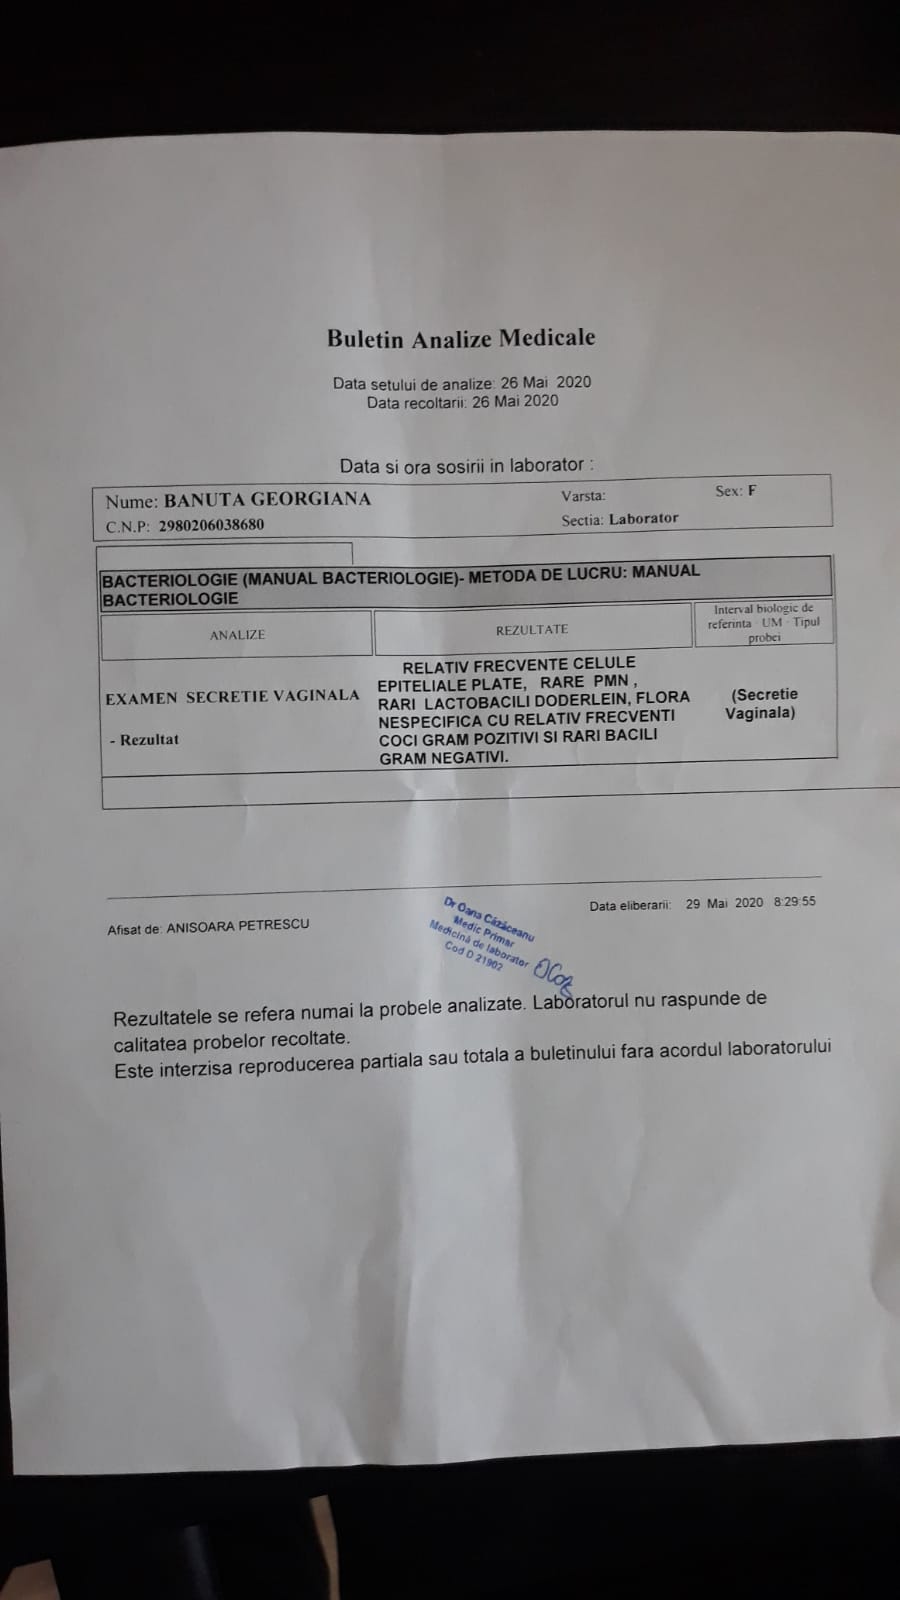 Buletin Analize Medicale
Data setului de analize: 26 Mai 2020
Data recoltarii: 26 Mai 2020
Data si ora sosirii in laborator :
Nume: BANUTA GEORGIANA Varsta: Sex: F
C.N.P: 2980206038680 Sectia: Laborator
BACTERIOLOGIE (MANUAL BACTERIOLOGIE)- METODA DE LUCRU: MANUAL
BACTERIOLOGIE
ANALIZE
REZULTATE
Interval biologic de
referinta · UM · Tipul
probei
EXAMEN SECRETIE VAGINALA
- Rezultat
RELATIV FRECVENTE CELULE
EPITELIALE PLATE, RARE PMN ,
RARI LACTOBACILI DODERLEIN, FLORA
NESPECIFICA CU RELATIV FRECVENTI
COCI GRAM POZITIVI SI RARI BACILI
GRAM NEGATIVI.
(Secretie
Vaginala)
Afisat de: ANISOARA PETRESCU
Dr Oana Căzăceanu
Medic Primar
Medicină de laborator
Cod D 21902
Data eliberarii: 29 Mai 2020 8:29:55
Rezultatele se refera numai la probele analizate. Laboratorul nu raspunde de
calitatea probelor recoltate.
Este interzisa reproducerea partiala sau totala a buletinului fara acordul laboratorului